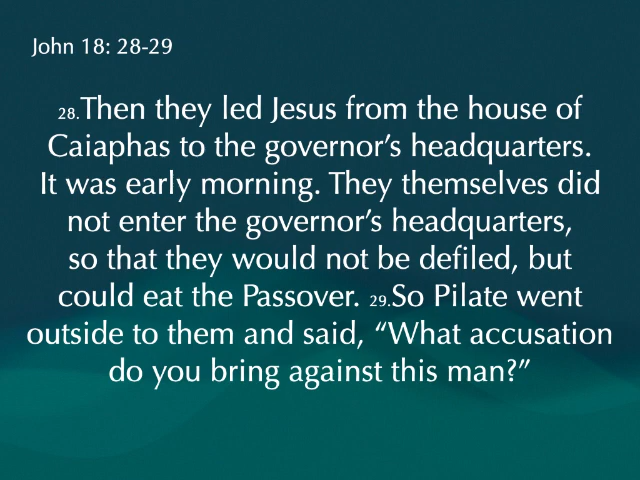 John 18: 28-29
28.Then they led Jesus from the house of
Caiaphas to the governor’s headquarters.
It was early morning. They themselves did
not enter the governor’s headquarters,
so that they would not be defiled, but
could eat the Passover. 29.So Pilate went
outside to them and said, “What accusation
do you bring against this man?”